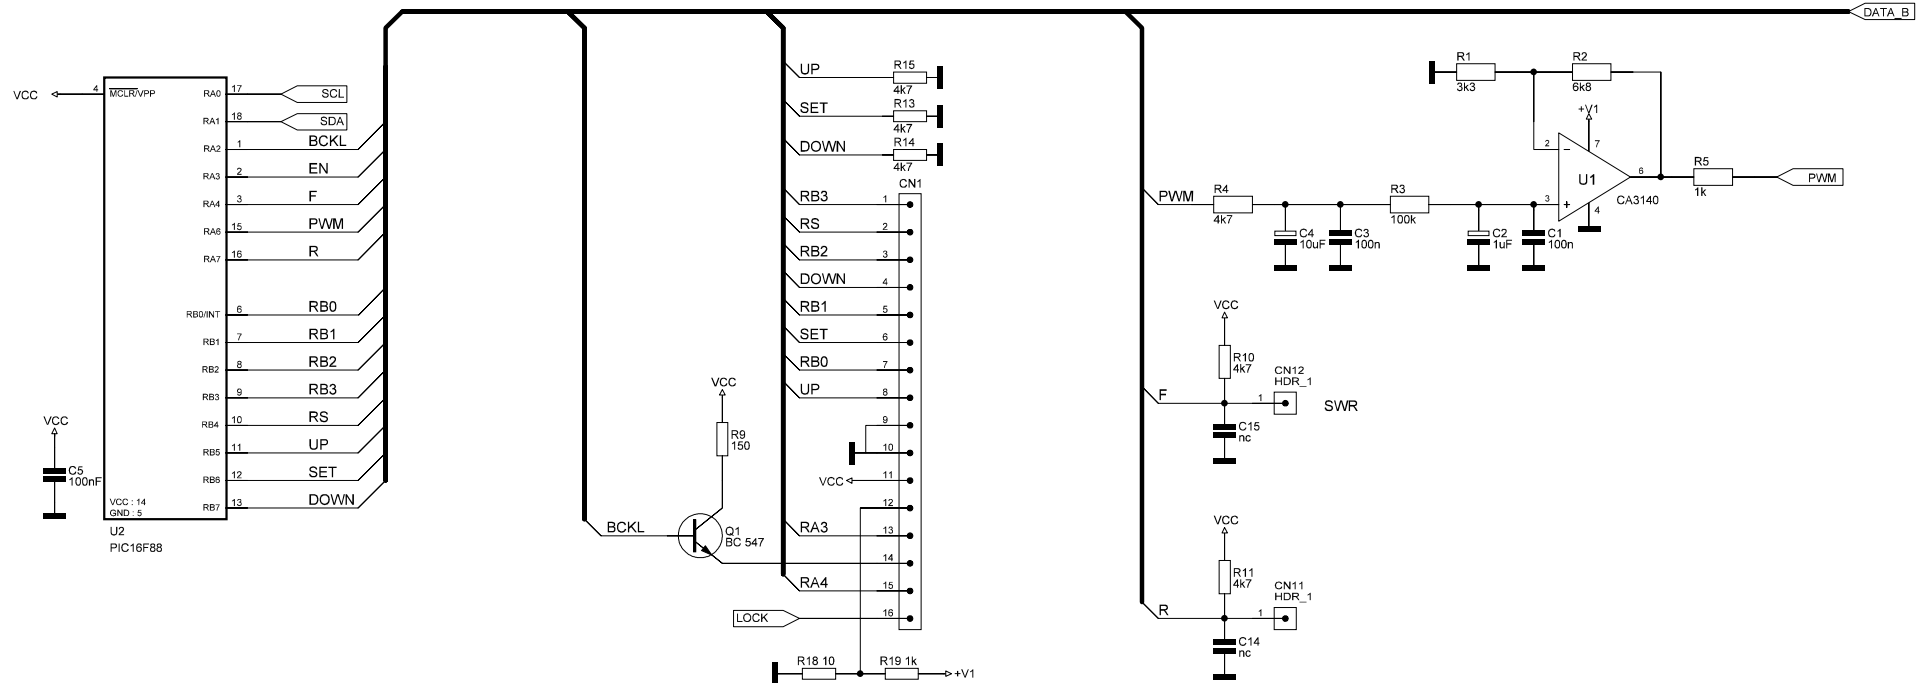 DATA_B
VCC
4
MCLR/VPP
RA0
17
SCL
RA1
18
SDA
RA2
1
BCKL
RA3
2
EN
RA4
3
F
RA6
15
PWM
RA7
16
R
RB0/INT
6
RB0
RB1
7
RB1
RB2
8
RB2
RB3
9
RB3
RB4
10
RS
RB5
11
UP
RB6
12
SET
RB7
13
DOWN
VCC : 14
GND : 5
U2
PIC16F88
VCC
C5
100nF
BCKL
Q1
BC 547
VCC
R9
150
UP
R15
4k7
SET
R13
4k7
DOWN
R14
4k7
CN1
RB3
1
RS
2
RB2
3
DOWN
4
RB1
5
SET
6
RB0
7
UP
8
9
10
VCC
11
12
RA3
13
14
RA4
15
LOCK
16
R18 10
R19 1k
+V1
R1
3k3
R2
6k8
+V1
7
2
-
U1
6
3
+
4
CA3140
R5
1k
PWM
PWM
R4
4k7
C4
10uF
C3
100n
R3
100k
C2
1uF
C1
100n
VCC
R10
4k7
CN12
HDR_1
F
1
SWR
C15
nc
VCC
R11
4k7
CN11
HDR_1
R
1
C14
nc